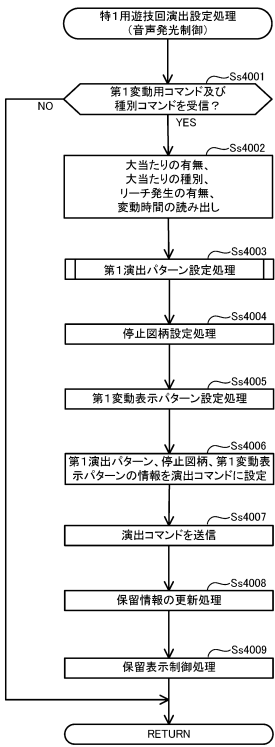 特1用遊技回演出設定処理
(音声発光制御)
Ss4001
第1変動用コマンド及び
種別コマンドを受信?
NO
YES
Ss4002
大当たりの有無、
大当たりの種別、
リーチ発生の有無、
変動時間の読み出し
Ss4003
第1演出パターン設定処理
Ss4004
停止図柄設定処理
Ss4005
第1変動表示パターン設定処理
Ss4006
第1演出パターン、停止図柄、第1変動表
示パターンの情報を演出コマンドに設定
Ss4007
演出コマンドを送信
Ss4008
保留情報の更新処理
Ss4009
保留表示制御処理
RETURN